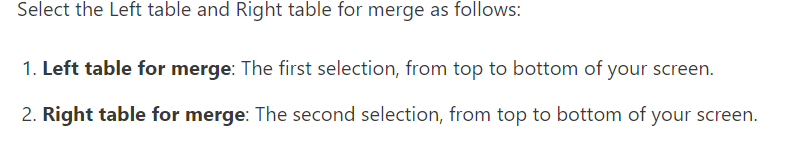 Select the Left table and Right table for merge as follows:
1. Left table for merge: The first selection, from top to bottom of your screen.
2. Right table for merge: The second selection, from top to bottom of your screen.